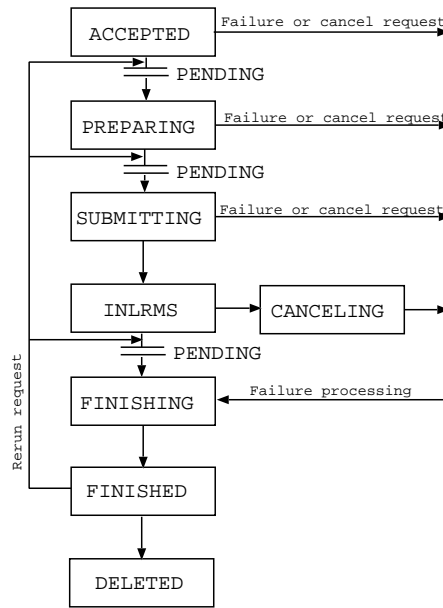 ACCEPTED
Failure or cancel request
PENDING
PREPARING
Failure or cancel request
PENDING
SUBMITTING
Failure or cancel request
INLRMS
CANCELING
PENDING
Rerun request
FINISHING
Failure processing
FINISHED
DELETED